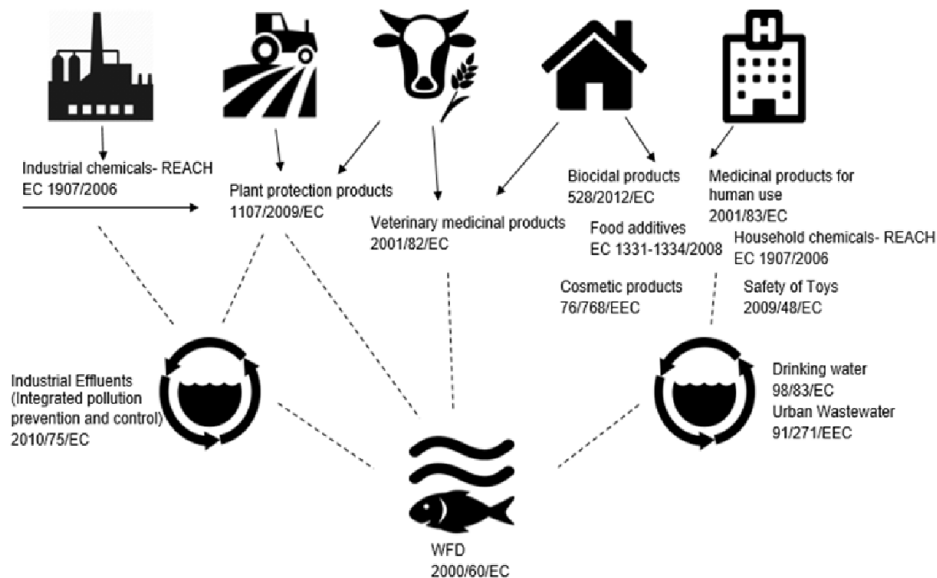 H
Industrial chemicals- REACH
EC 1907/2006
Plant protection products
1107/2009/EC
Veterinary medicinal products
2001/82/EC
Biocidal products
528/2012/EC
Medicinal products for
human use
2001/83/EC
Food additives
EC 1331-1334/2008
Household chemicals- REACH
EC 1907/2006
Cosmetic products
76/768/EEC
Safety of Toys
2009/48/EC
Industrial Effluents
(Integrated pollution
prevention and control)
2010/75/EC
Drinking water
98/83/EC
Urban Wastewater
91/271/EEC
WFD
2000/60/EC